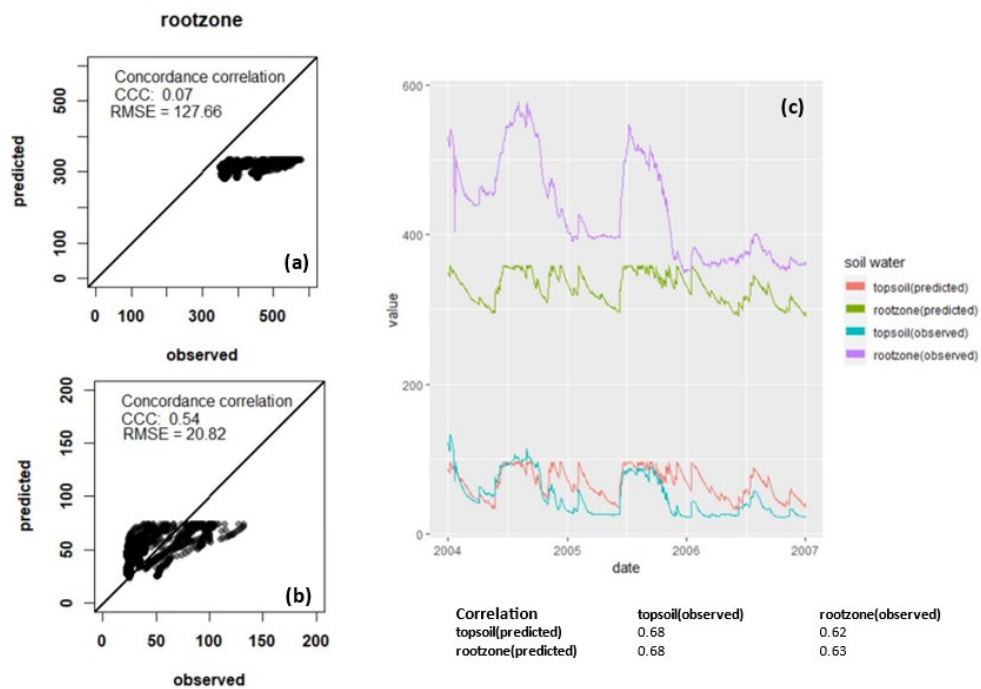 rootzone
Concordance correlation
CCC: 0.07
RMSE = 127.66
500
300
100
0
predicted
0 100 300 500
observed
(a)
Concordance correlation
CCC: 0.54
RMSE = 20.82
200
150
100
50
0
predicted
0 50 100 150 200
observed
(b)
(c)
600
400
200
0
value
2004 2005 2006 2007
date
soil water
topsoil(predicted)
rootzone(predicted)
topsoil(observed)
rootzone(observed)
Correlation topsoil(observed) rootzone(observed)
topsoil(predicted) 0.68 0.62
rootzone(predicted) 0.68 0.63